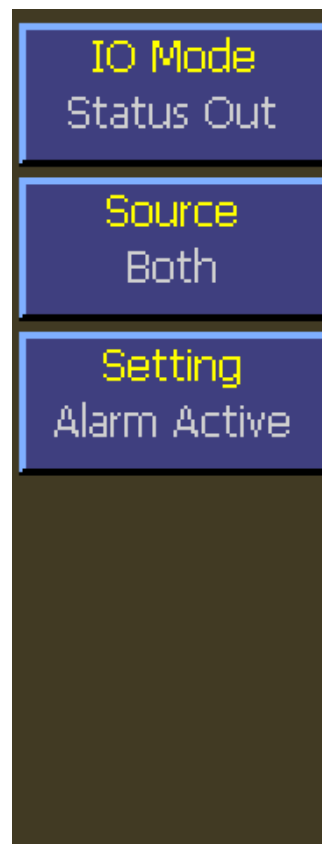 IO Mode
Status Out
Source
Both
Setting
Alarm Active